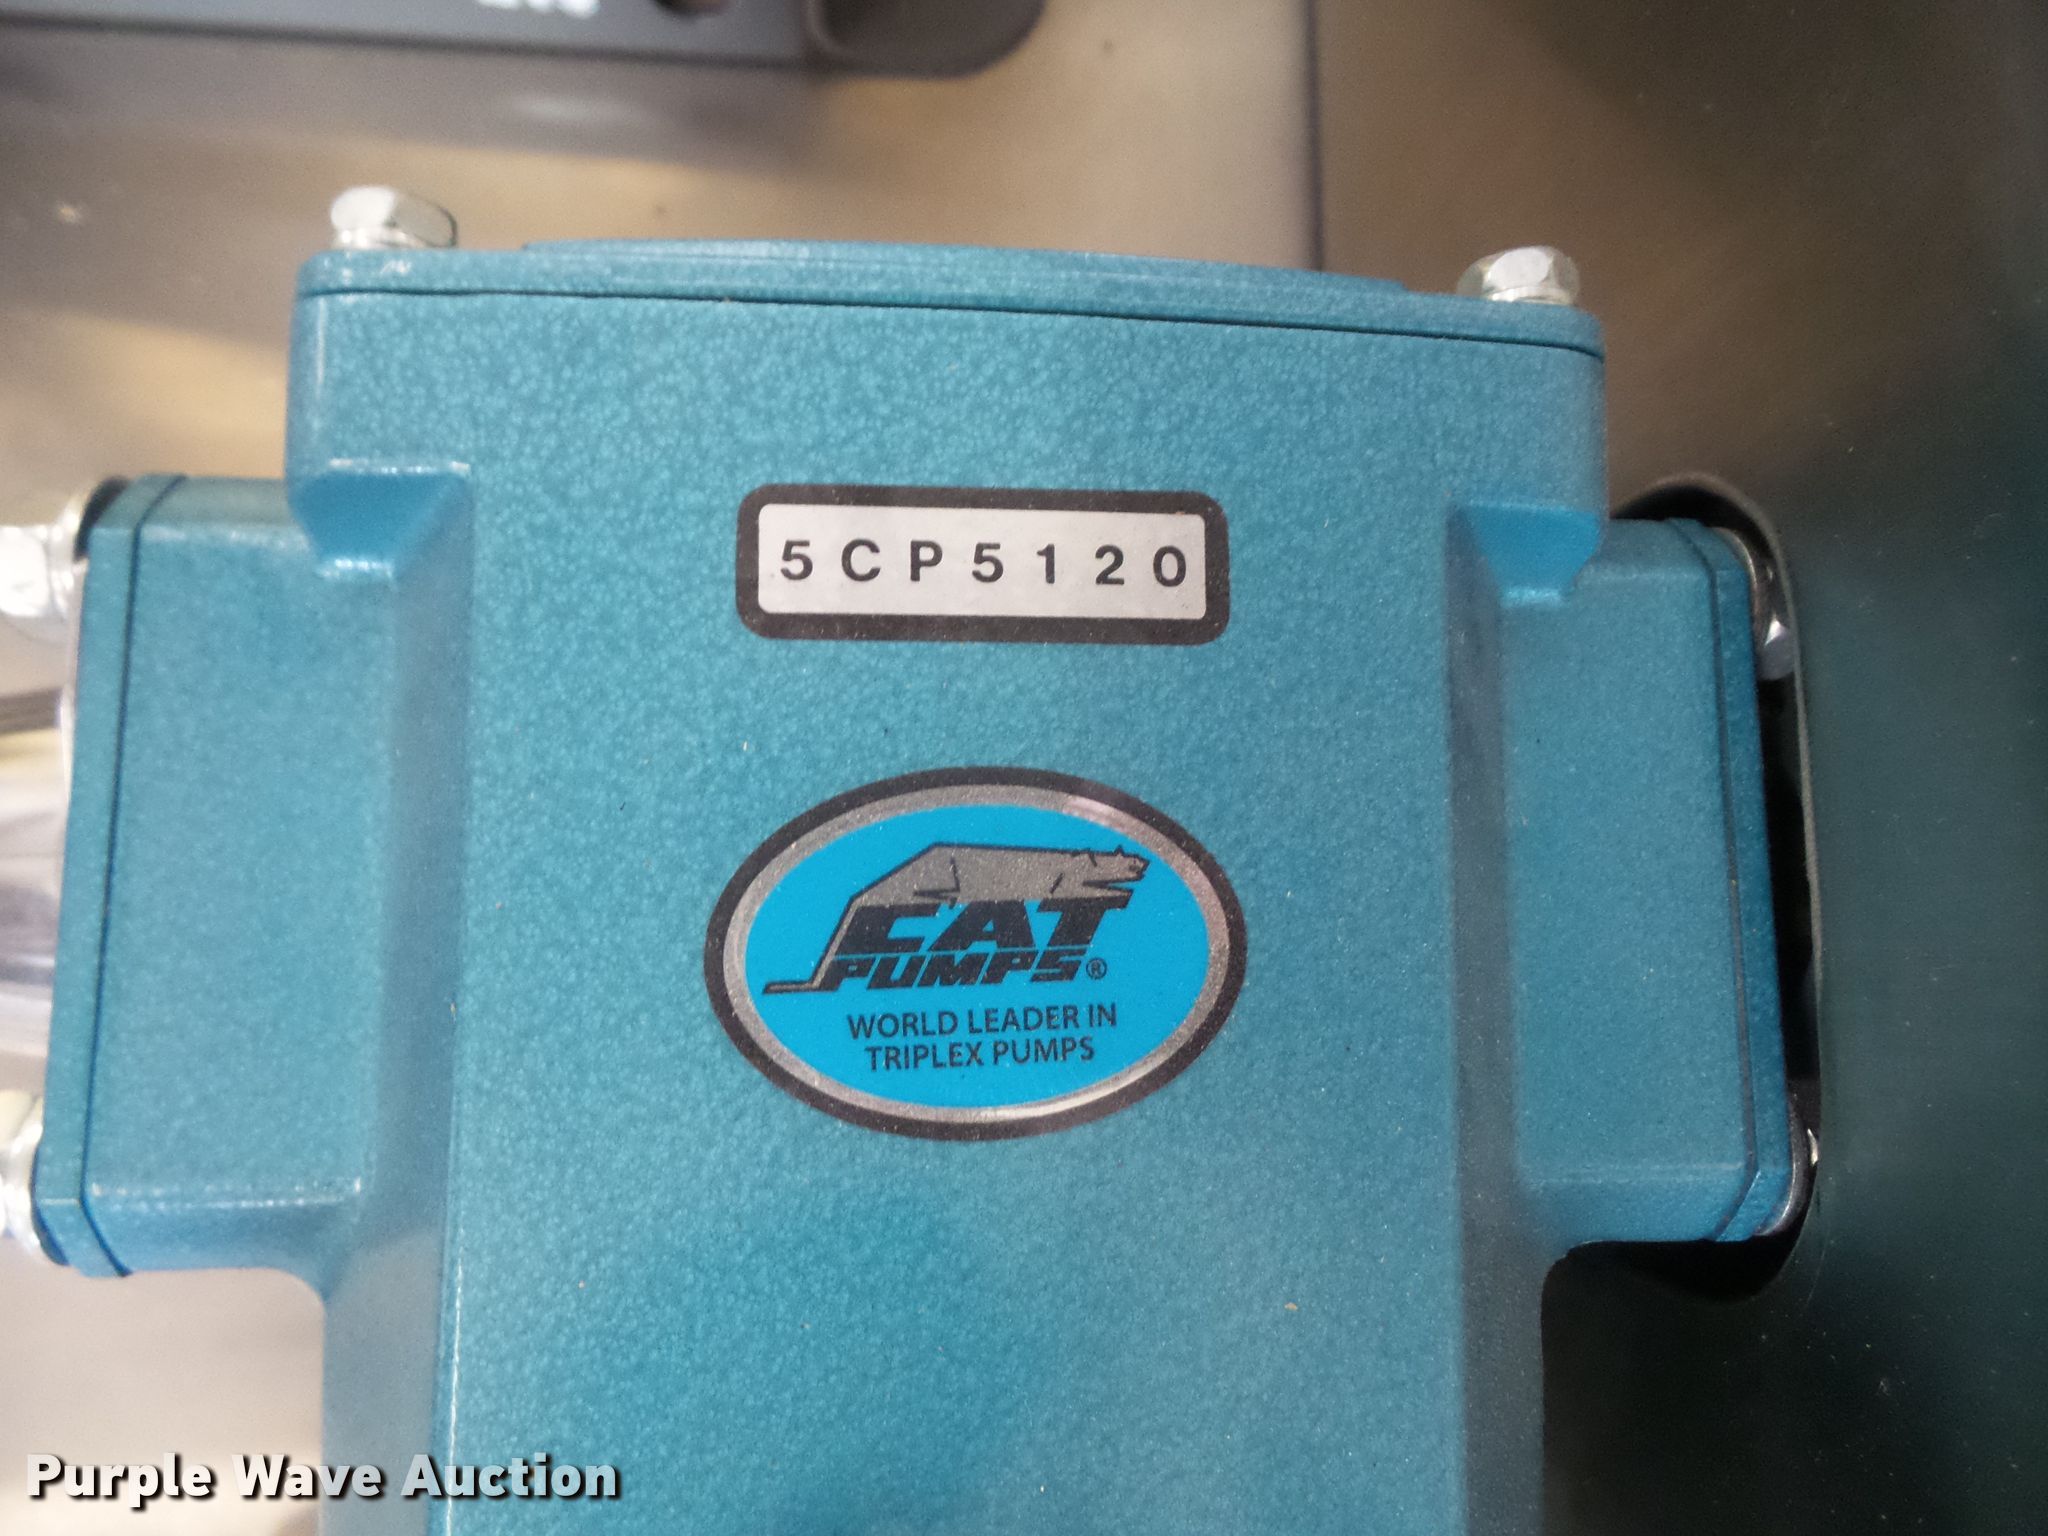 5CP5120
CAT
PUMPS®
WORLD LEADER IN
TRIPLEX PUMPS
Purple Wave Auction